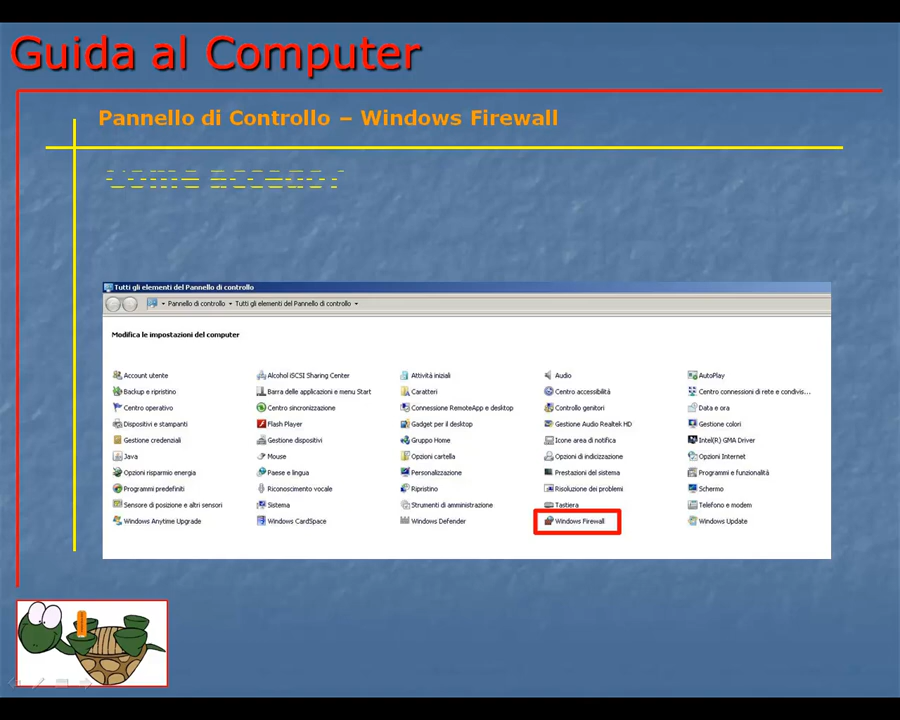 Guida al Computer
Pannello di Controllo – Windows Firewall
Tutti gli elementi del Pannello di controllo
Pannello di controllo Tutti gli elementi del Pannello di controllo
Modifica le impostazioni del computer
Account utente Alcohol iSCSI Sharing Center Attività iniziali Audio AutoPlay
Backup e ripristino Barra delle applicazioni e menu Start Caratteri Centro accessibilità Centro connessioni di rete e condivis...
Centro operativo Centro sincronizzazione Connessione RemoteApp e desktop Controllo genitori Data e ora
Dispositivi e stampanti Flash Player Gadget per il desktop Gestione Audio Realtek HD Gestione colori
Gestione credenziali Gestione dispositivi Gruppo Home Icone area di notifica Intel(R) GMA Driver
Java Mouse Opzioni cartella Opzioni di indicizzazione Opzioni Internet
Opzioni risparmio energia Paese e lingua Personalizzazione Prestazioni del sistema Programmi e funzionalità
Programmi predefiniti Riconoscimento vocale Ripristino Risoluzione dei problemi Schermo
Sensore di posizione e altri sensori Sistema Strumenti di amministrazione Tastiera Telefono e modem
Windows Anytime Upgrade Windows CardSpace Windows Defender Windows Firewall Windows Update